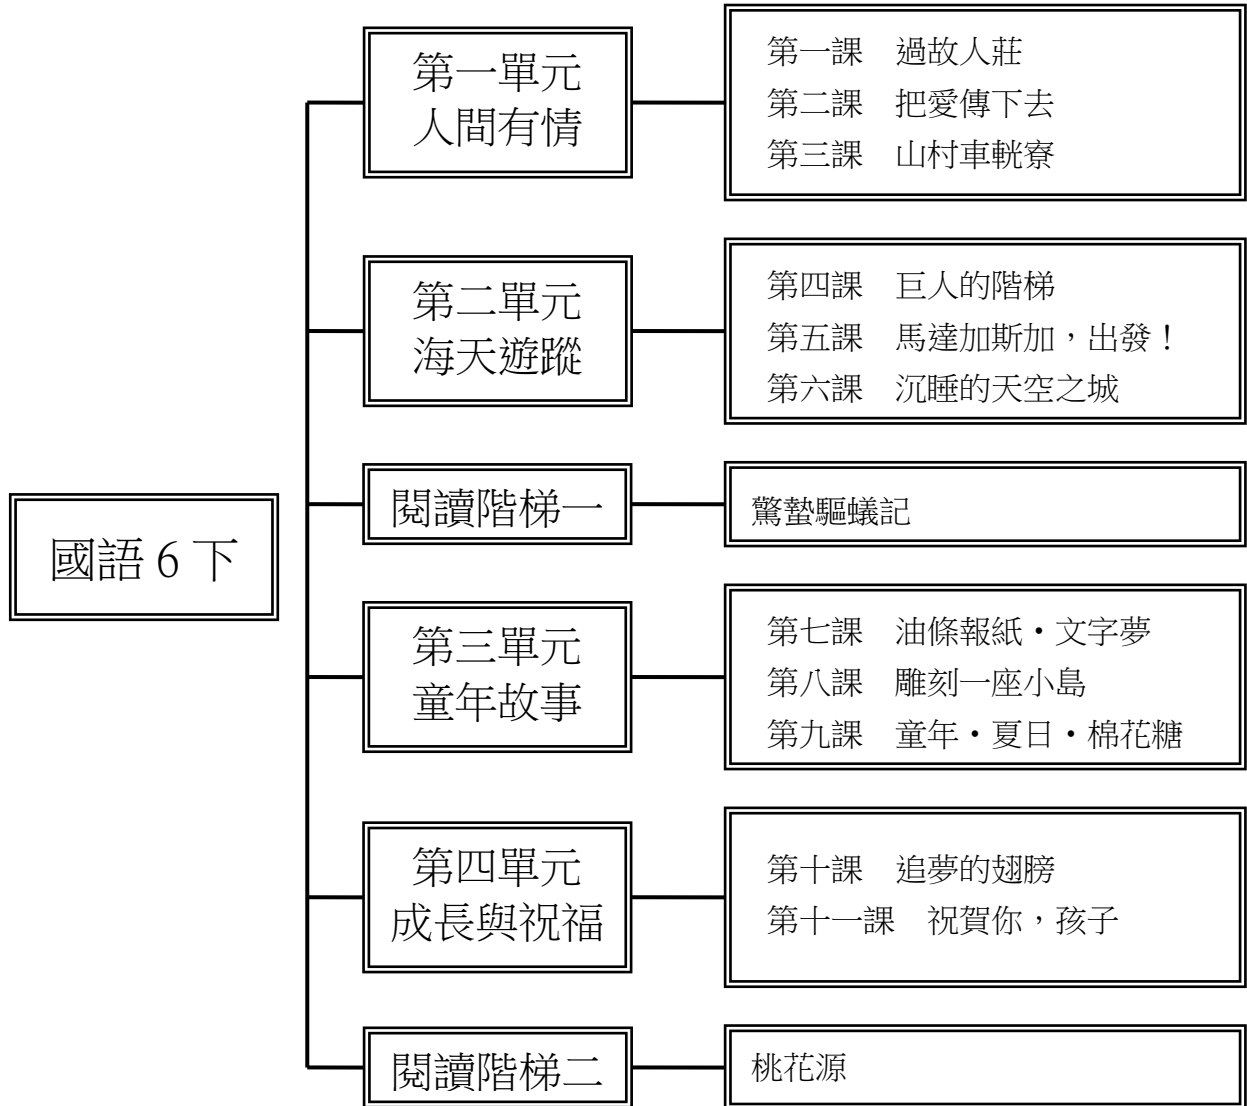 國語 6 下
第一單元
人間有情
第一課　過故人莊
第二課　把愛傳下去
第三課　山村車輄寮
第二單元
海天遊蹤
第四課　巨人的階梯
第五課　馬達加斯加，出發！
第六課　沉睡的天空之城
閱讀階梯一
驚蟄驅蟻記
第三單元
童年故事
第七課　油條報紙・文字夢
第八課　雕刻一座小島
第九課　童年・夏日・棉花糖
第四單元
成長與祝福
第十課　追夢的翅膀
第十一課　祝賀你，孩子
閱讀階梯二
桃花源